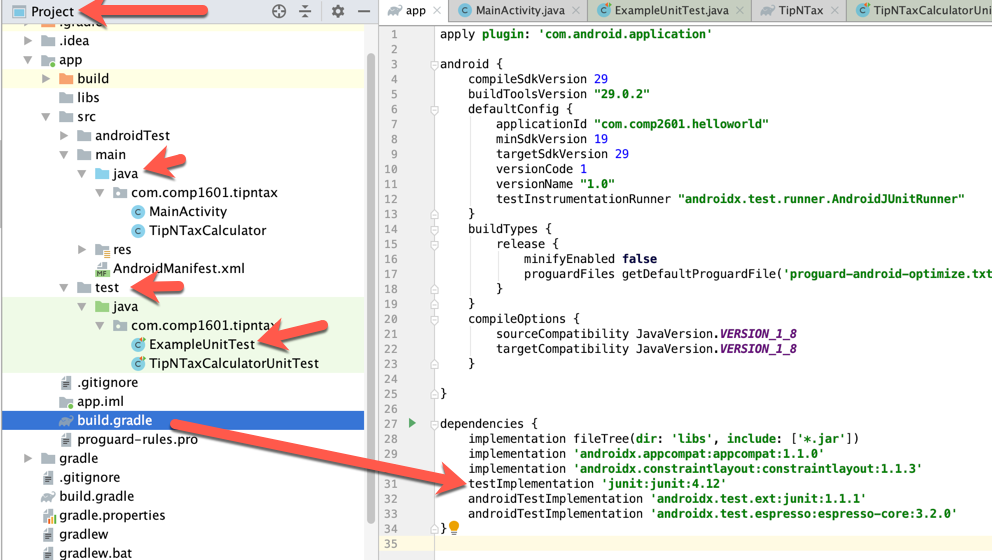 Project
.gradle
.idea
app
build
libs
src
androidTest
main
java
com.comp1601.tipntax
MainActivity
TipNTaxCalculator
res
AndroidManifest.xml
test
java
com.comp1601.tipntax
ExampleUnitTest
TipNTaxCalculatorUnitTest
.gitignore
app.iml
build.gradle
proguard-rules.pro
gradle
.gitignore
build.gradle
gradle.properties
gradlew
gradlew.bat
app
MainActivity.java
ExampleUnitTest.java
TipNTax
TipNTaxCalculatorUni
1 apply plugin: 'com.android.application'
2
3 android {
4 compileSdkVersion 29
5 buildToolsVersion "29.0.2"
6 defaultConfig {
7 applicationId "com.comp2601.helloworld"
8 minSdkVersion 19
9 targetSdkVersion 29
10 versionCode 1
11 versionName "1.0"
12 testInstrumentationRunner "androidx.test.runner.AndroidJUnitRunner"
13 }
14 buildTypes {
15 release {
16 minifyEnabled false
17 proguardFiles getDefaultProguardFile('proguard-android-optimize.txt
18 }
19 }
20 compileOptions {
21 sourceCompatibility JavaVersion.VERSION_1_8
22 targetCompatibility JavaVersion.VERSION_1_8
23 }
24
25 }
26
27 dependencies {
28 implementation fileTree(dir: 'libs', include: ['*.jar'])
29 implementation 'androidx.appcompat:appcompat:1.1.0'
30 implementation 'androidx.constraintlayout:constraintlayout:1.1.3'
31 testImplementation 'junit:junit:4.12'
32 androidTestImplementation 'androidx.test.ext:junit:1.1.1'
33 androidTestImplementation 'androidx.test.espresso:espresso-core:3.2.0'
34 }
35